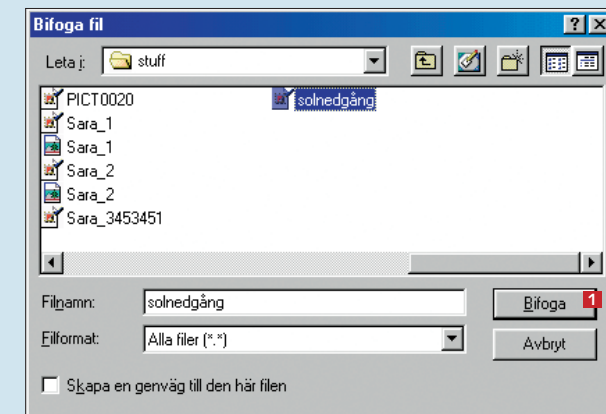 Bifoga fil
Leta i: stuff
PICT0020 solnedgång
Sara_1
Sara_1
Sara_2
Sara_2
Sara_3453451
Filnamn: solnedgång Bifoga 1
Filformat: Alla filer (*.*) Avbryt
Skapa en genväg till den här filen